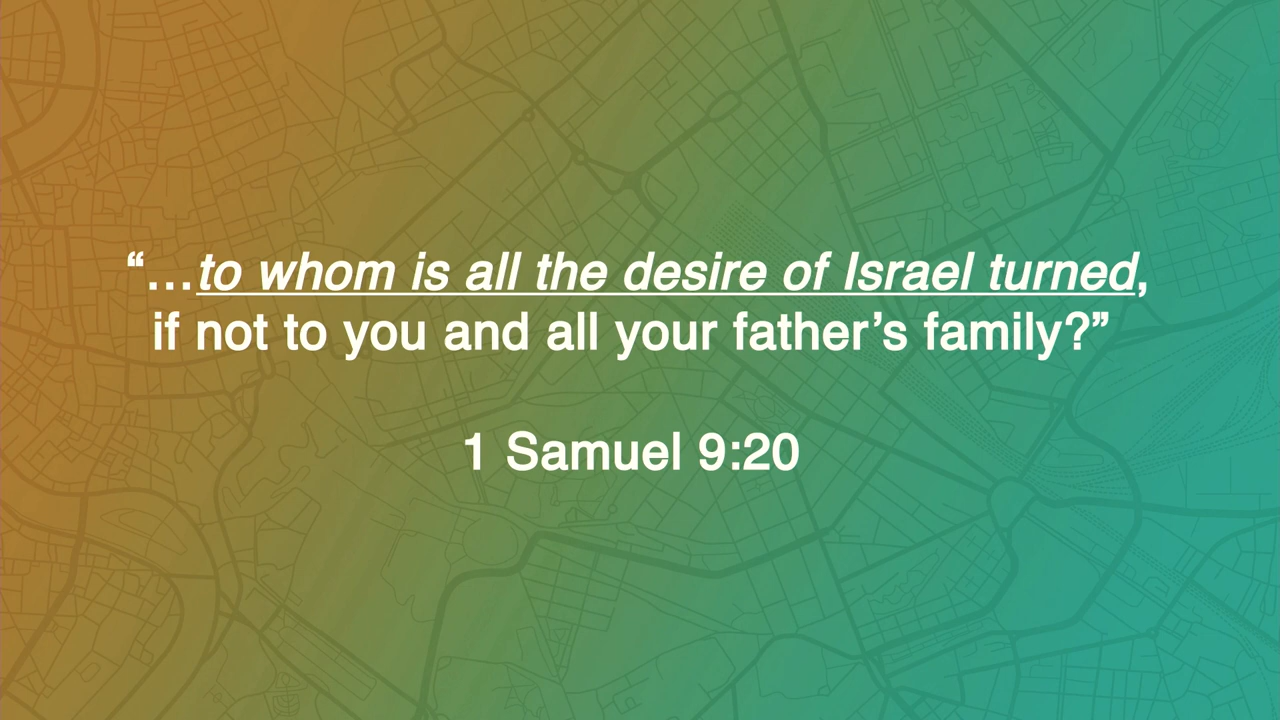 “…to whom is all the desire of Israel turned,
if not to you and all your father’s family?”
1 Samuel 9:20